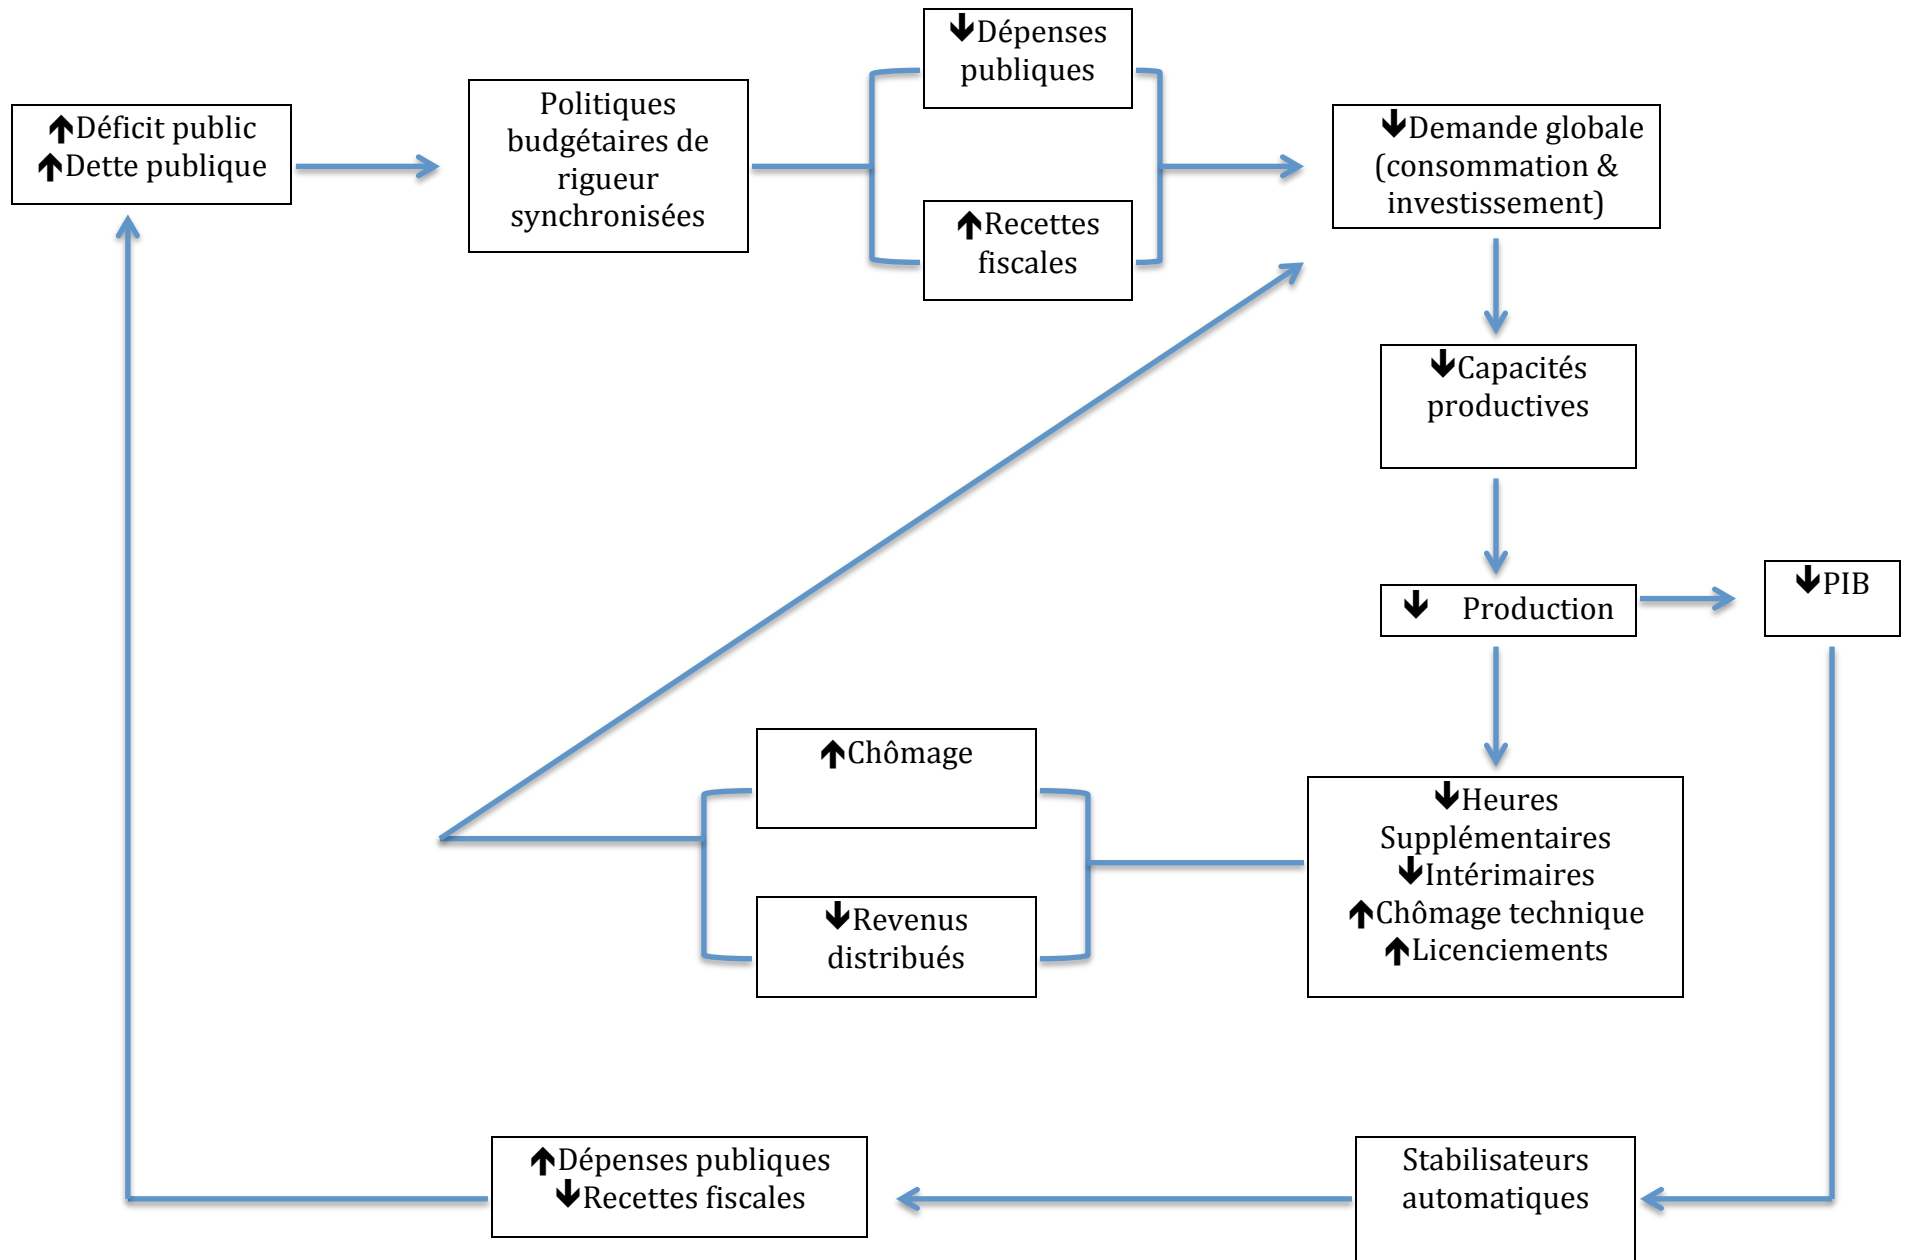 🡹Déficit public
🡹Dette publique
Politiques
budgétaires de
rigueur
synchronisées
🡻Dépenses
publiques
🡹Recettes
fiscales
🡻Demande globale
(consommation &
investissement)
🡻Capacités
productives
🡻 Production
🡻PIB
🡻Heures
Supplémentaires
🡻Intérimaires
🡹Chômage technique
🡹Licenciements
🡹Chômage
🡻Revenus
distribués
Stabilisateurs
automatiques
🡹Dépenses publiques
🡻Recettes fiscales